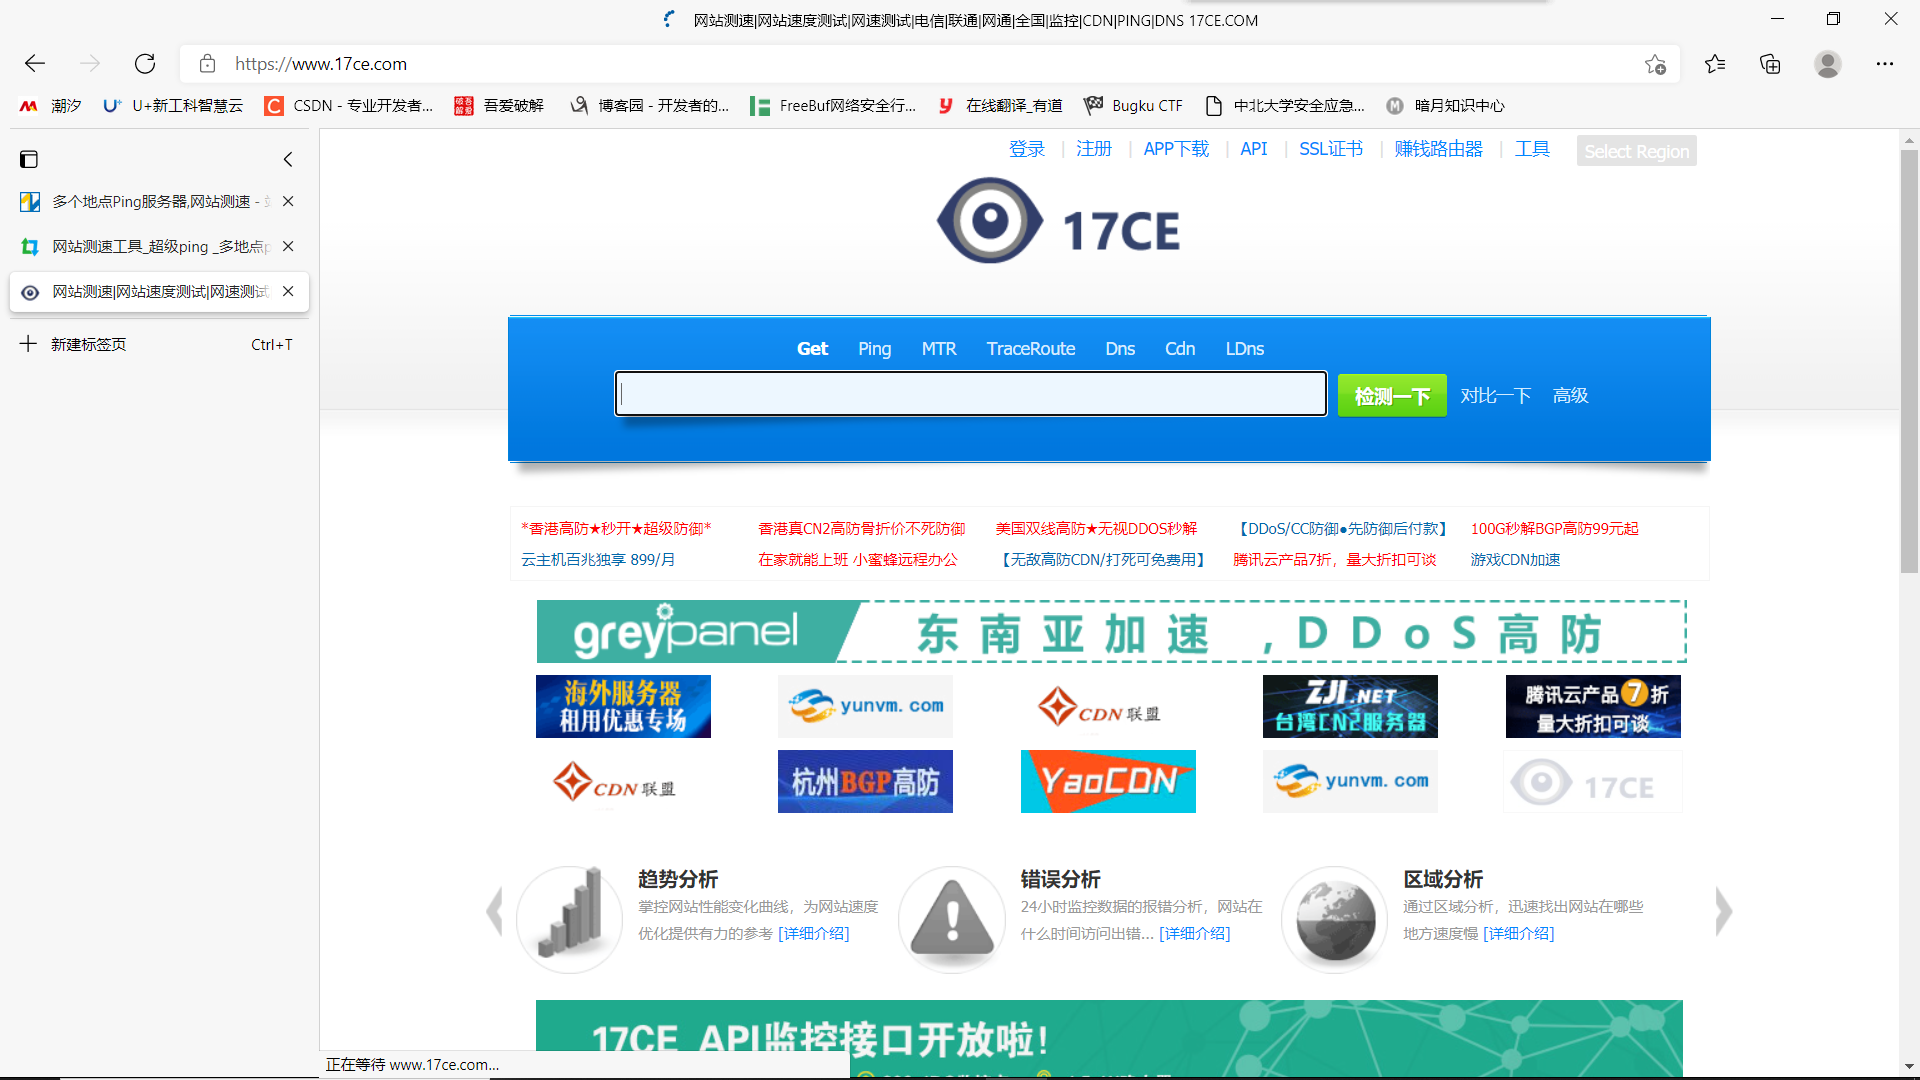 网站测速|网站速度测试|网速测试|电信|联通|网通|全国|监控|CDN|PING|DNS 17CE.COM
https://www.17ce.com
潮汐
U+新工科智慧云
CSDN - 专业开发者...
吾爱破解
博客园 - 开发者的...
FreeBuf网络安全行...
在线翻译_有道
Bugku CTF
中北大学安全应急...
暗月知识中心
多个地点Ping服务器,网站测速 -
网站测速工具_超级ping _多地点p
网站测速|网站速度测试|网速测试
新建标签页 Ctrl+T
登录 | 注册 | APP下载 | API | SSL证书 | 赚钱路由器 | 工具 Select Region
17CE
Get Ping MTR TraceRoute Dns Cdn LDns
检测一下 对比一下 高级
*香港高防★秒开★超级防御* 香港真CN2高防骨折价不死防御 美国双线高防★无视DDOS秒解 【DDoS/CC防御●先防御后付款】 100G秒解BGP高防99元起
云主机百兆独享 899/月 在家就能上班 小蜜蜂远程办公 【无敌高防CDN/打死可免费用】 腾讯云产品7折，量大折扣可谈 游戏CDN加速
greypanel 东南亚加速 ,DDoS高防
海外服务器
租用优惠专场
yunvm.com
CDN 联盟
ZJI.NET
台湾CN2服务器
腾讯云产品7折
量大折扣可谈...
CDN 联盟
杭州BGP高防
YaoCDN
yunvm.com
17CE
趋势分析
掌控网站性能变化曲线，为网站速度
优化提供有力的参考 [详细介绍]
错误分析
24小时监控数据的报错分析，网站在
什么时间访问出错... [详细介绍]
区域分析
通过区域分析，迅速找出网站在哪些
地方速度慢 [详细介绍]
17CE API监控接口开放啦!
正在等待 www.17ce.com...